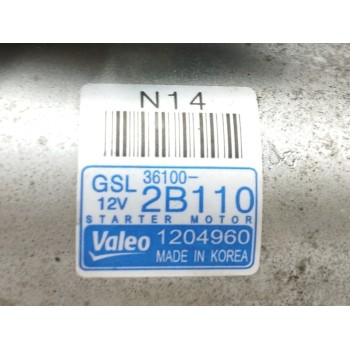 N14
GSL 36100-
12V 2B110
STARTER MOTOR
Valeo 1204960
MADE IN KOREA